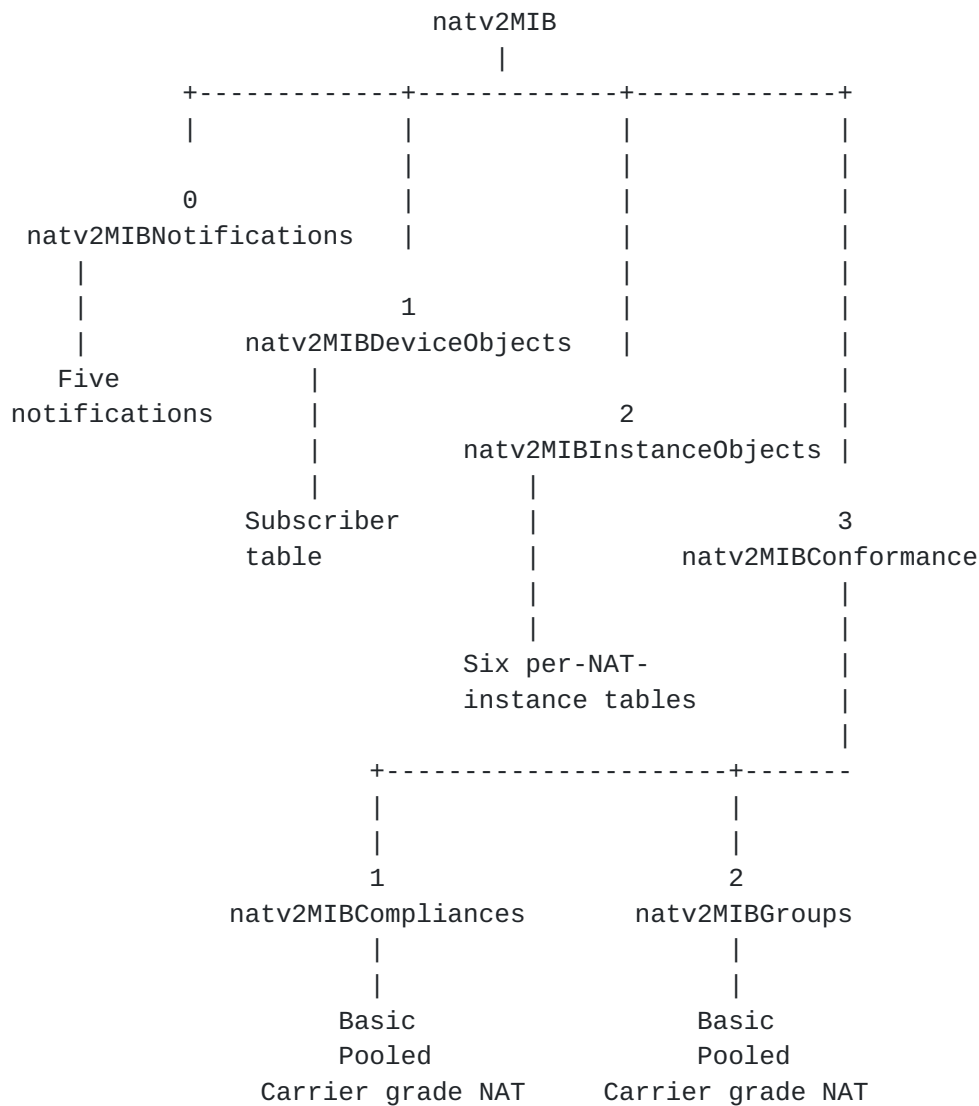 natv2MIB
0
natv2MIBNotifications
1
natv2MIBDeviceObjects
Five
notifications
2
natv2MIBInstanceObjects
Subscriber
3
table
natv2MIBConformance
Six per-NAT-
instance tables
1
2
natv2MIBCompliances
natv2MIBGroups
Basic
Basic
Pooled
Pooled
Carrier grade NAT
Carrier grade NAT